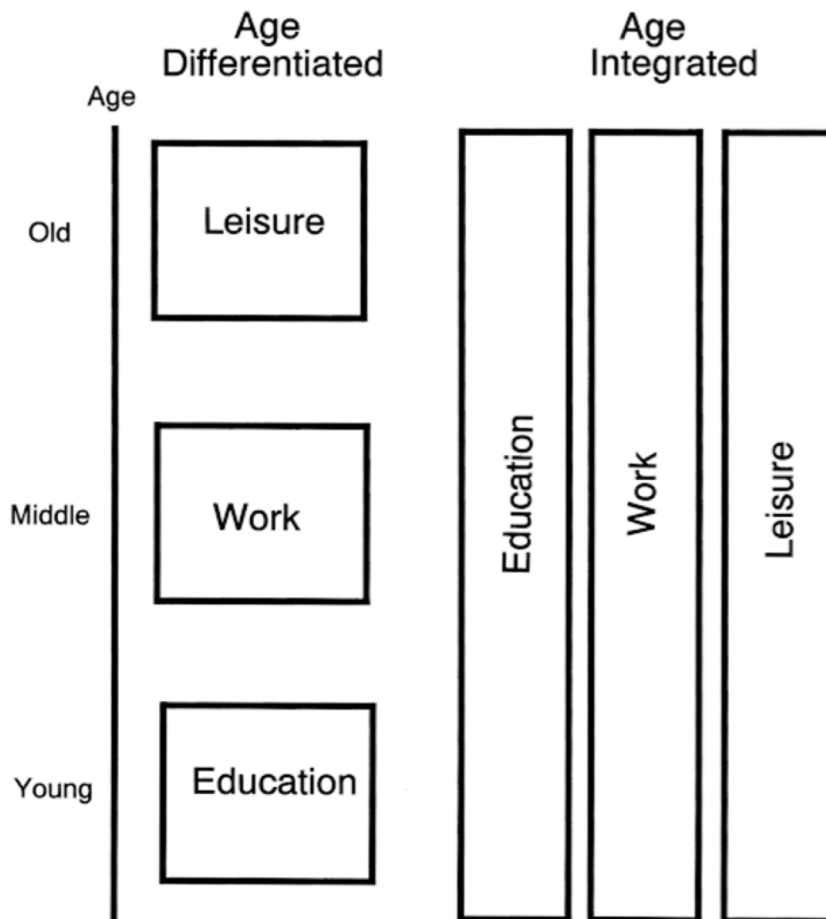 Age
Differentiated
Age
Integrated
Age
Old
Leisure
Middle
Work
Young
Education
Education
Work
Leisure